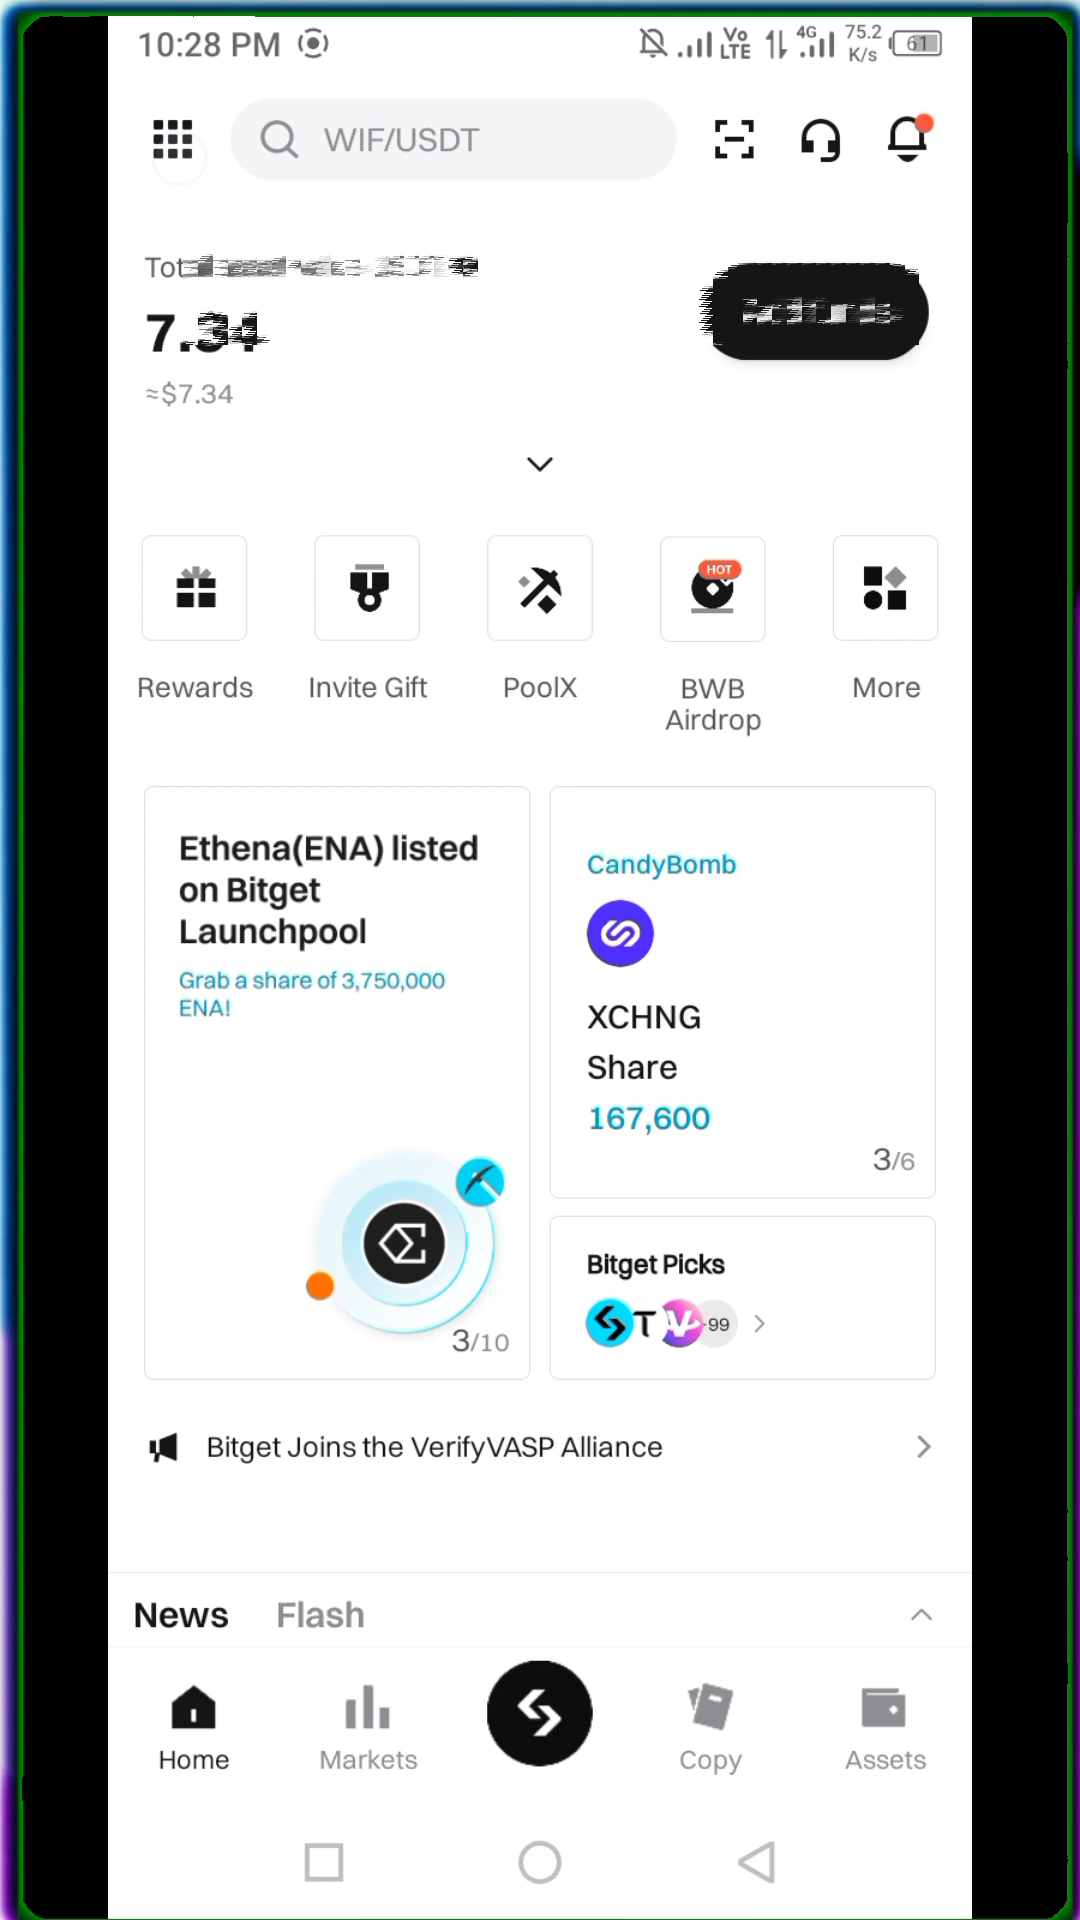 10:28 PM
Vo LTE 4G 75.2 K/s 61
WIF/USDT
7.34
≈$7.34
HOT
Rewards
Invite Gift
PoolX
BWB
Airdrop
More
Ethena(ENA) listed
on Bitget
Launchpool
Grab a share of 3,750,000
ENA!
3/10
CandyBomb
XCHNG
Share
167,600
3/6
Bitget Picks
T
99
Bitget Joins the VerifyVASP Alliance
News Flash
Home
Markets
Copy
Assets